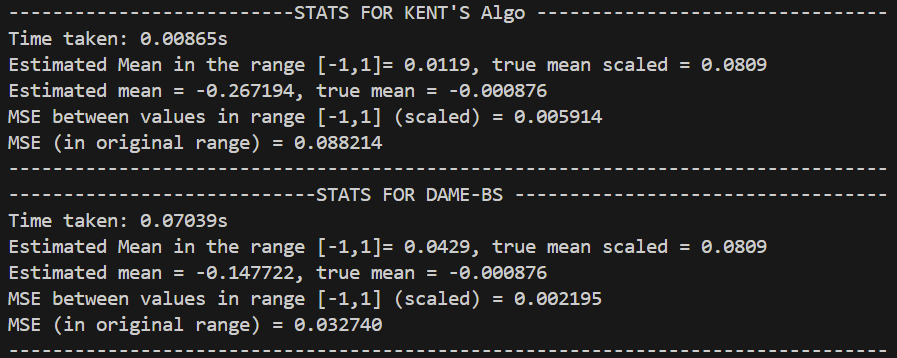 --------------------------STATS FOR KENT'S Algo --------------------------------
Time taken: 0.00865s
Estimated Mean in the range [-1,1]= 0.0119, true mean scaled = 0.0809
Estimated mean = -0.267194, true mean = -0.000876
MSE between values in range [-1,1] (scaled) = 0.005914
MSE (in original range) = 0.088214
--------------------------------------------------------------------------------
----------------------------STATS FOR DAME-BS ----------------------------------
Time taken: 0.07039s
Estimated Mean in the range [-1,1]= 0.0429, true mean scaled = 0.0809
Estimated mean = -0.147722, true mean = -0.000876
MSE between values in range [-1,1] (scaled) = 0.002195
MSE (in original range) = 0.032740
--------------------------------------------------------------------------------